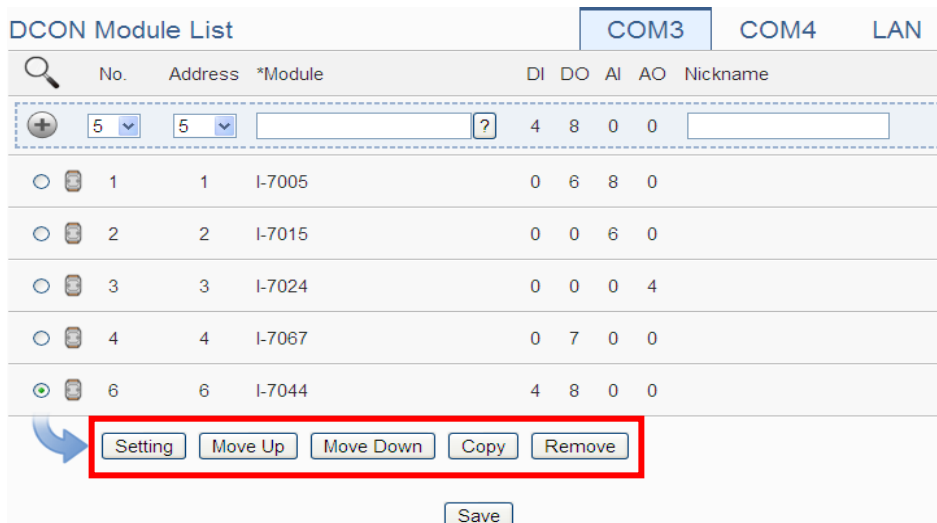 DCON Module List COM3 COM4 LAN
No. Address *Module DI DO AI AO Nickname
5 5 ? 4 8 0 0
1 1 I-7005 0 6 8 0
2 2 I-7015 0 0 6 0
3 3 I-7024 0 0 0 4
4 4 I-7067 0 7 0 0
6 6 I-7044 4 8 0 0
Setting Move Up Move Down Copy Remove
Save